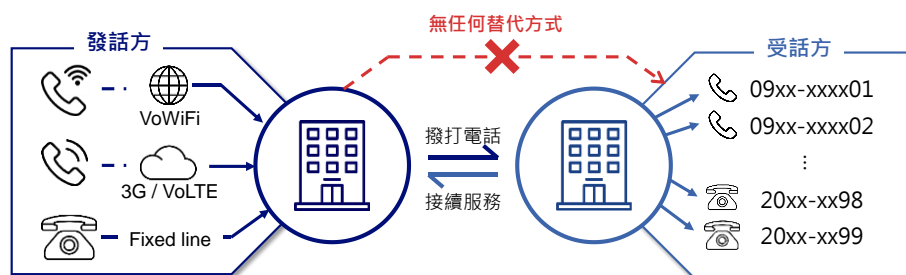 無任何替代方式
發話方
受話方
VoWiFi
3G / VoLTE
Fixed line
撥打電話
接續服務
09xx-xxxx01
09xx-xxxx02
⋮
20xx-xx98
20xx-xx99